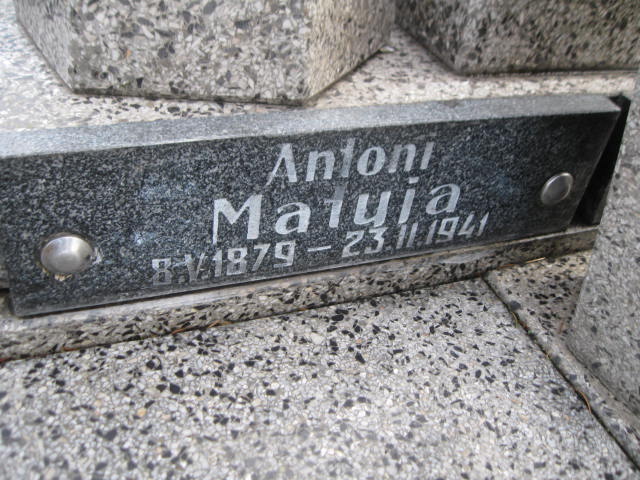 Antoni
Matuja
8.V.1879 – 23.II.1941